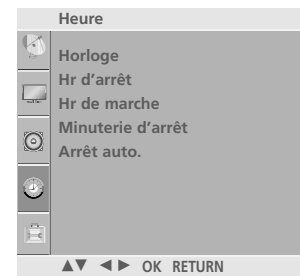 Heure
Horloge
Hr d'arrêt
Hr de marche
Minuterie d'arrêt
Arrêt auto.
▲▼ ◄► OK RETURN